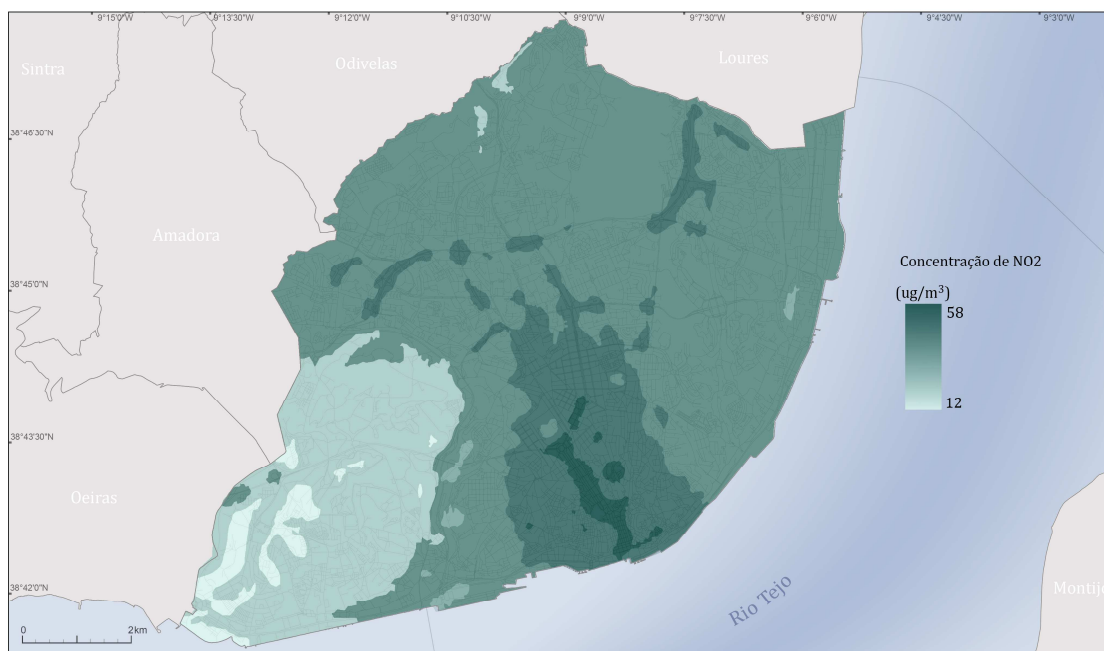 9°15'0"W 9°13'30"W 9°12'0"W 9°10'30"W 9°9'0"W 9°7'30"W 9°6'0"W 9°4'30"W 9°3'0"W
Sintra
Odivelas
Loures
38°46'30"N
Amadora
38°45'0"N
Concentração de NO2
(ug/m³)
58
12
38°43'30"N
Oeiras
38°42'0"N
Rio Tejo
Montijo
0 2km